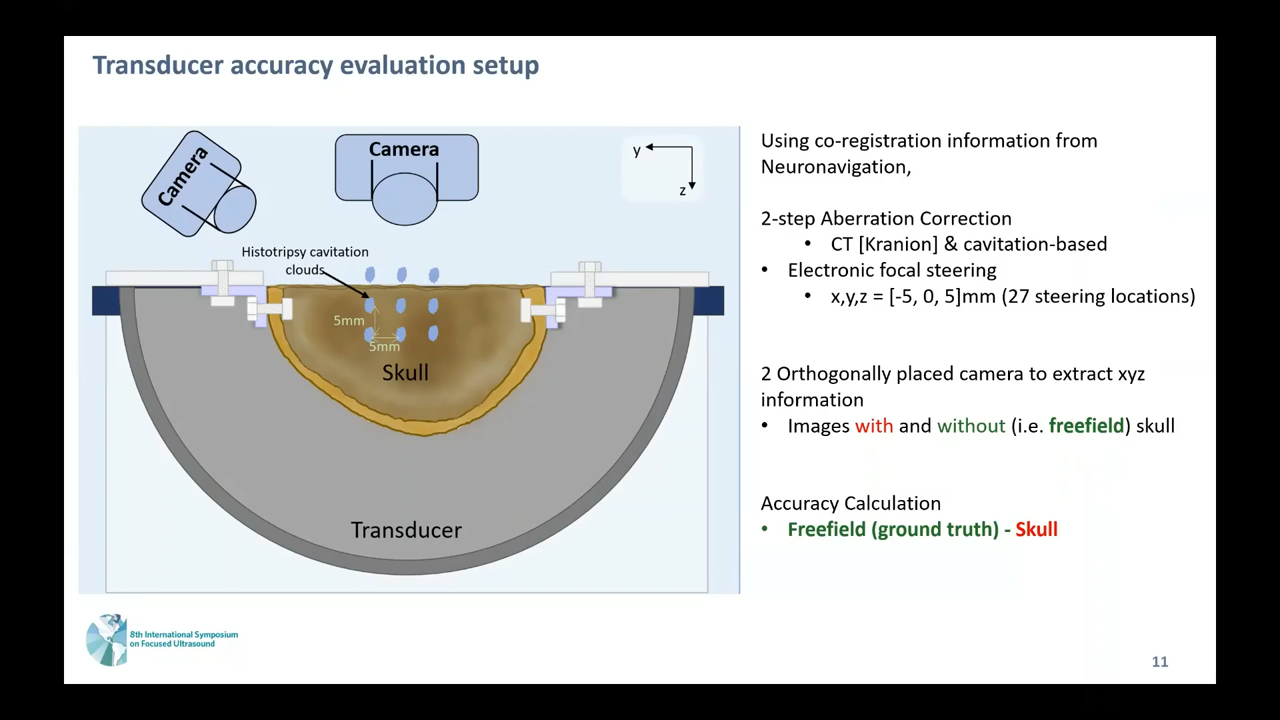 Transducer accuracy evaluation setup
Camera
Camera
y
z
Histotripsy cavitation
clouds
5mm
5mm
Skull
Transducer
Using co-registration information from
Neuronavigation,
2-step Aberration Correction
• CT [Kranion] & cavitation-based
• Electronic focal steering
• x,y,z = [-5, 0, 5]mm (27 steering locations)
2 Orthogonally placed camera to extract xyz
information
• Images with and without (i.e. freefield) skull
Accuracy Calculation
• Freefield (ground truth) - Skull
8th International Symposium
on Focused Ultrasound
11